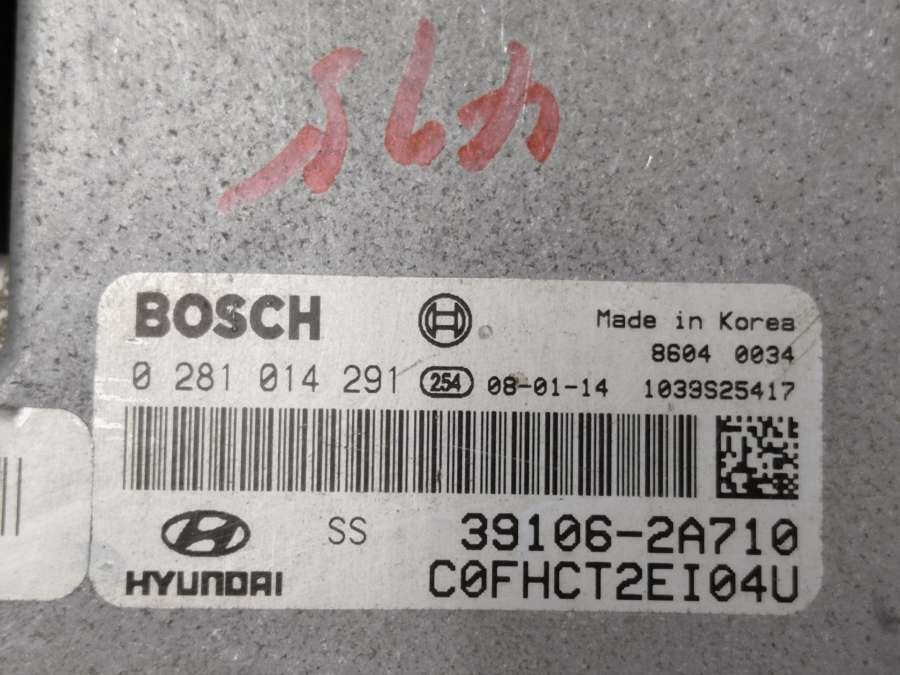 BOSCH
Made in Korea
8604 0034
0 281 014 291 254 08-01-14 1039S25417
SS 39106-2A710
HYUNDAI C0FHCT2EI04U